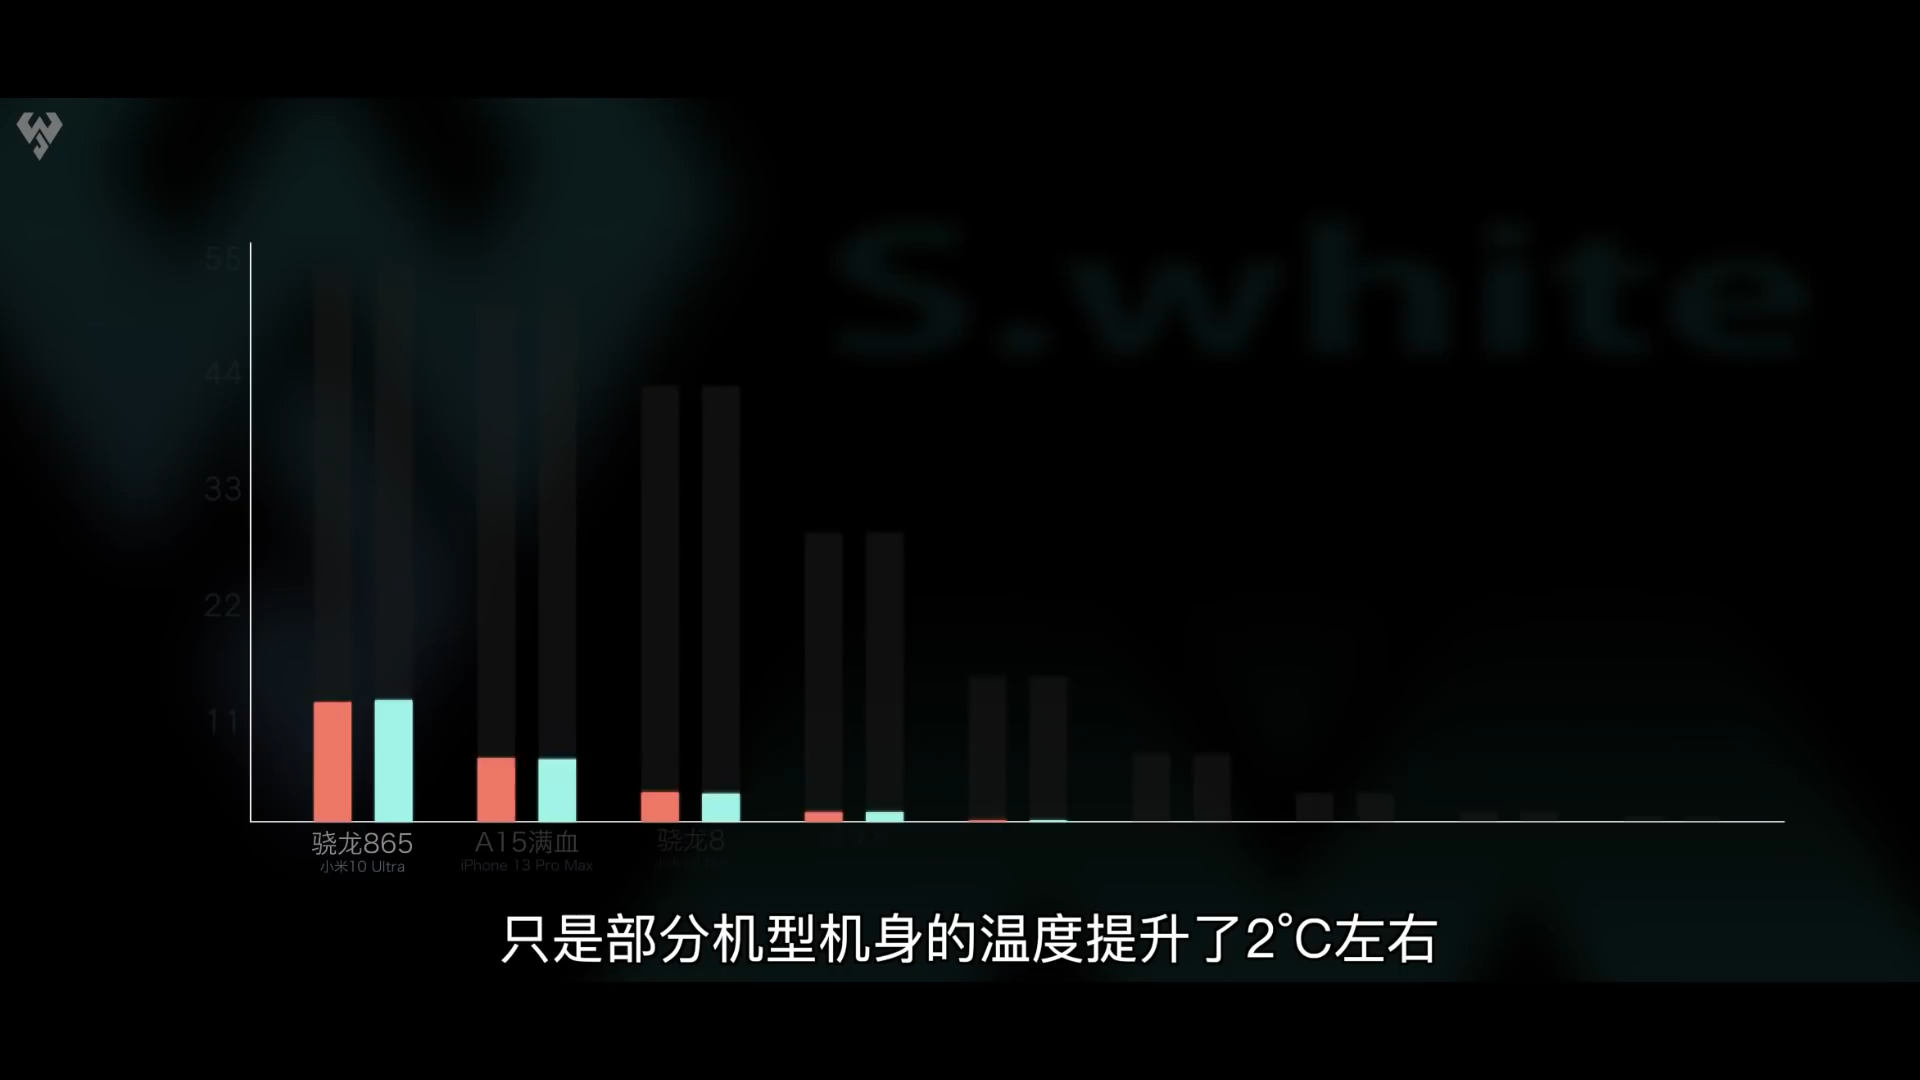 S.white
55
44
33
22
11
骁龙865
小米10 Ultra
A15满血
iPhone 13 Pro Max
骁龙8
只是部分机型机身的温度提升了2℃左右